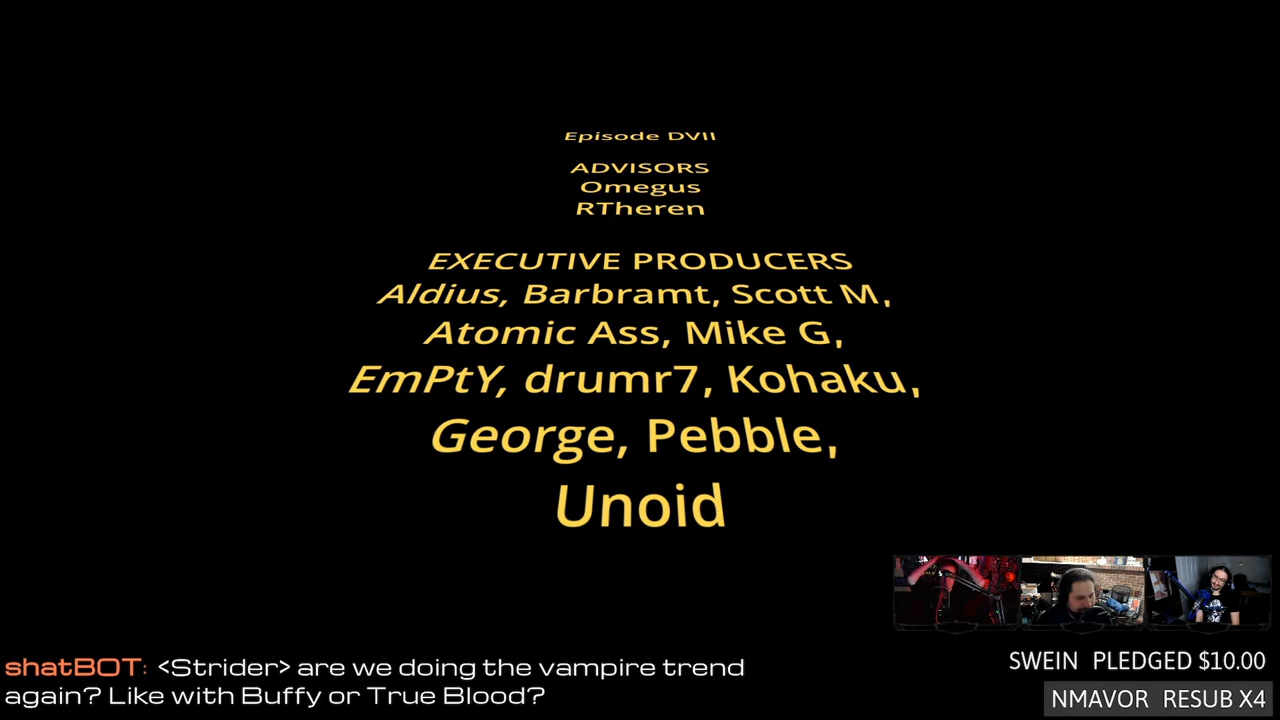 Episode DVII
ADVISORS
Omegus
RTheren
EXECUTIVE PRODUCERS
Aldius, Barbramt, Scott M,
Atomic Ass, Mike G,
EmPtY, drumr7, Kohaku,
George, Pebble,
Unoid
shatBOT: <Strider> are we doing the vampire trend
again? Like with Buffy or True Blood?
SWEIN PLEDGED $10.00
NMAVOR RESUB X4